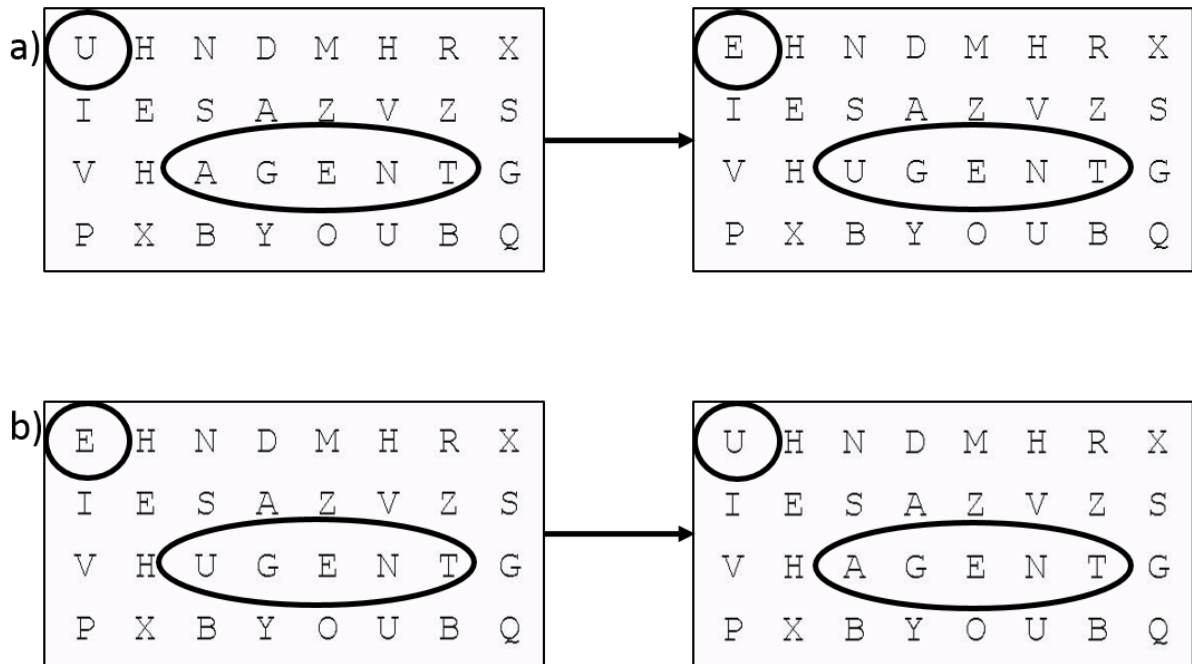 a)
U H N D M H R X
I E S A Z V Z S
V H A G E N T G
P X B Y O U B Q
E H N D M H R X
I E S A Z V Z S
V H U G E N T G
P X B Y O U B Q
b)
E H N D M H R X
I E S A Z V Z S
V H U G E N T G
P X B Y O U B Q
U H N D M H R X
I E S A Z V Z S
V H A G E N T G
P X B Y O U B Q